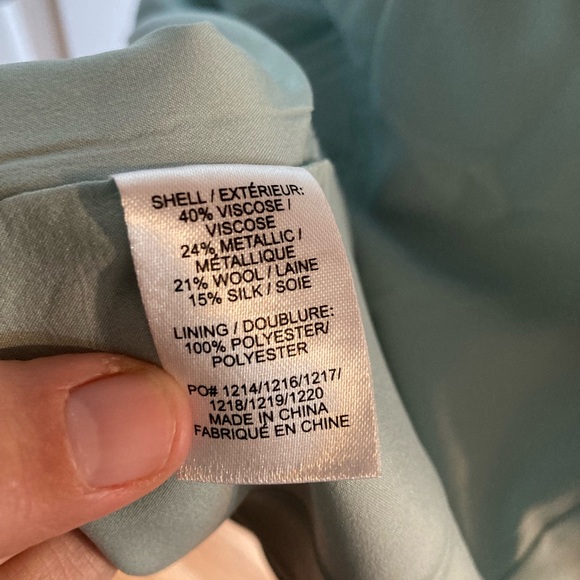 SHELL / EXTÉRIEUR:
40% VISCOSE /
VISCOSE
24% METALLIC /
MÉTALLIQUE
21% WOOL / LAINE
15% SILK / SOIE
LINING / DOUBLURE:
100% POLYESTER/
POLYESTER
PO# 1214/1216/1217/
1218/1219/1220
MADE IN CHINA
FABRIQUÉ EN CHINE